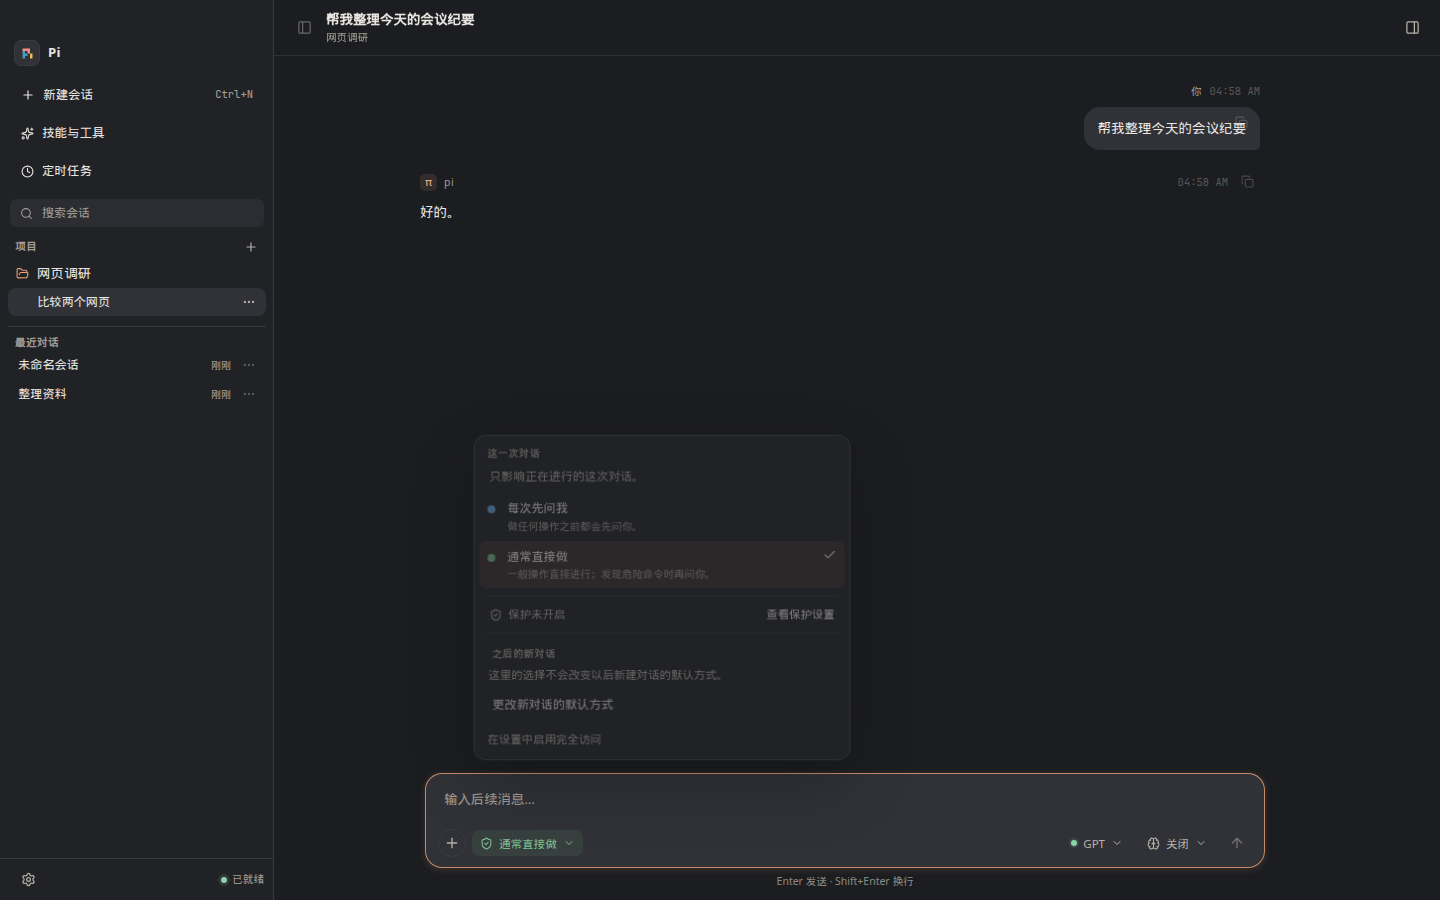 Pi
新建会话 Ctrl+N
技能与工具
定时任务
搜索会话
项目
网页调研
比较两个网页
最近对话
未命名会话 刚刚
整理资料 刚刚
已就绪
帮我整理今天的会议纪要
网页调研
你 04:58 AM
帮我整理今天的会议纪要
π pi 04:58 AM
好的。
这一次对话
只影响正在进行的这次对话。
每次先问我
做任何操作之前都会先问你。
通常直接做
一般操作直接进行；发现危险命令时再问你。
保护未开启 查看保护设置
之后的新对话
这里的选择不会改变以后新建对话的默认方式。
更改新对话的默认方式
在设置中启用完全访问
输入后续消息...
通常直接做 GPT 关闭
Enter 发送 · Shift+Enter 换行